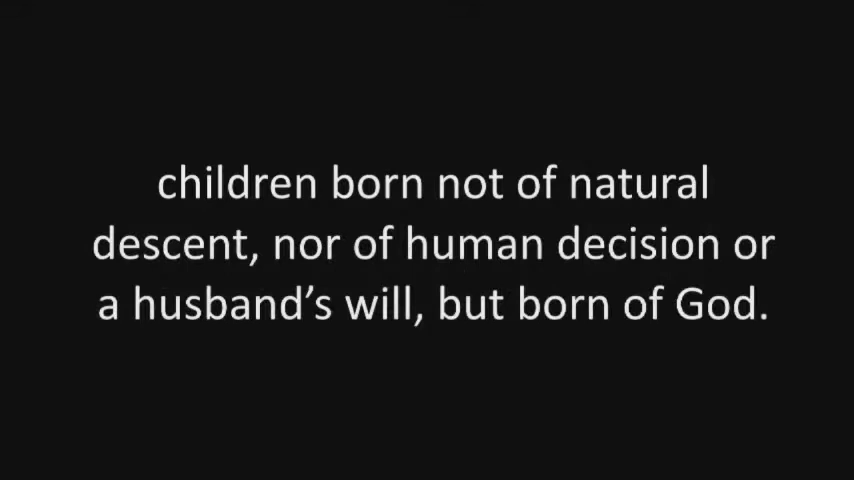 children born not of natural
descent, nor of human decision or
a husband’s will, but born of God.